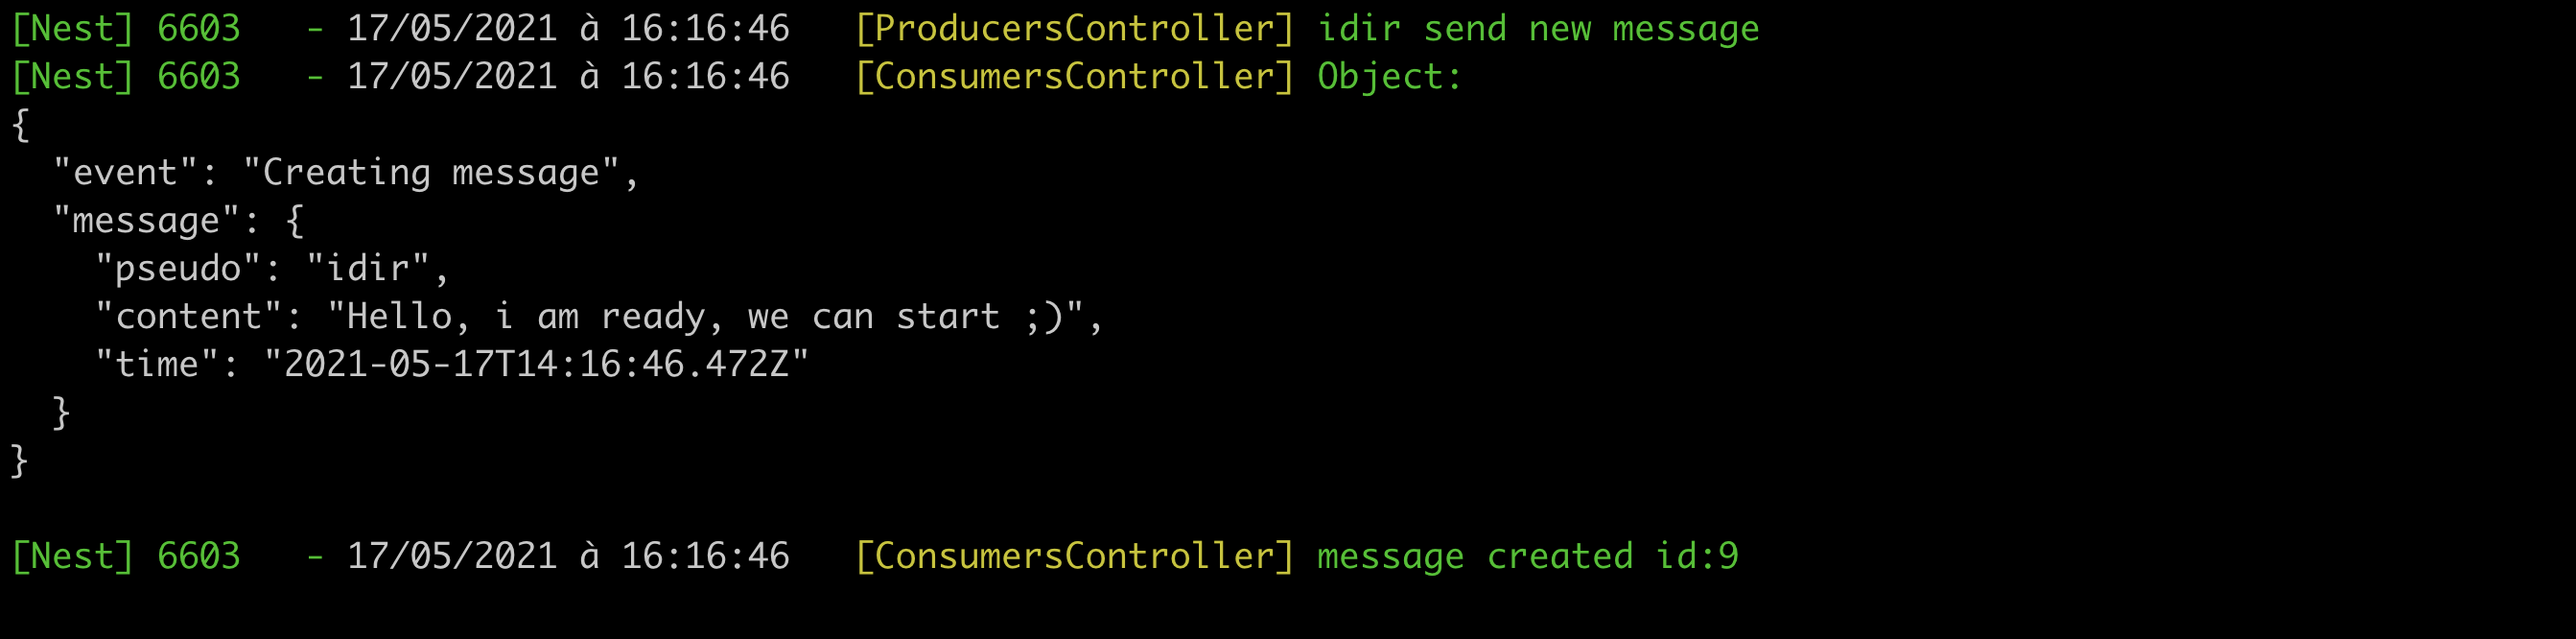 [Nest] 6603   - 17/05/2021 à 16:16:46   [ProducersController] idir send new message
[Nest] 6603   - 17/05/2021 à 16:16:46   [ConsumersController] Object:
{
  "event": "Creating message",
  "message": {
    "pseudo": "idir",
    "content": "Hello, i am ready, we can start ;)",
    "time": "2021-05-17T14:16:46.472Z"
  }
}
[Nest] 6603   - 17/05/2021 à 16:16:46   [ConsumersController] message created id:9